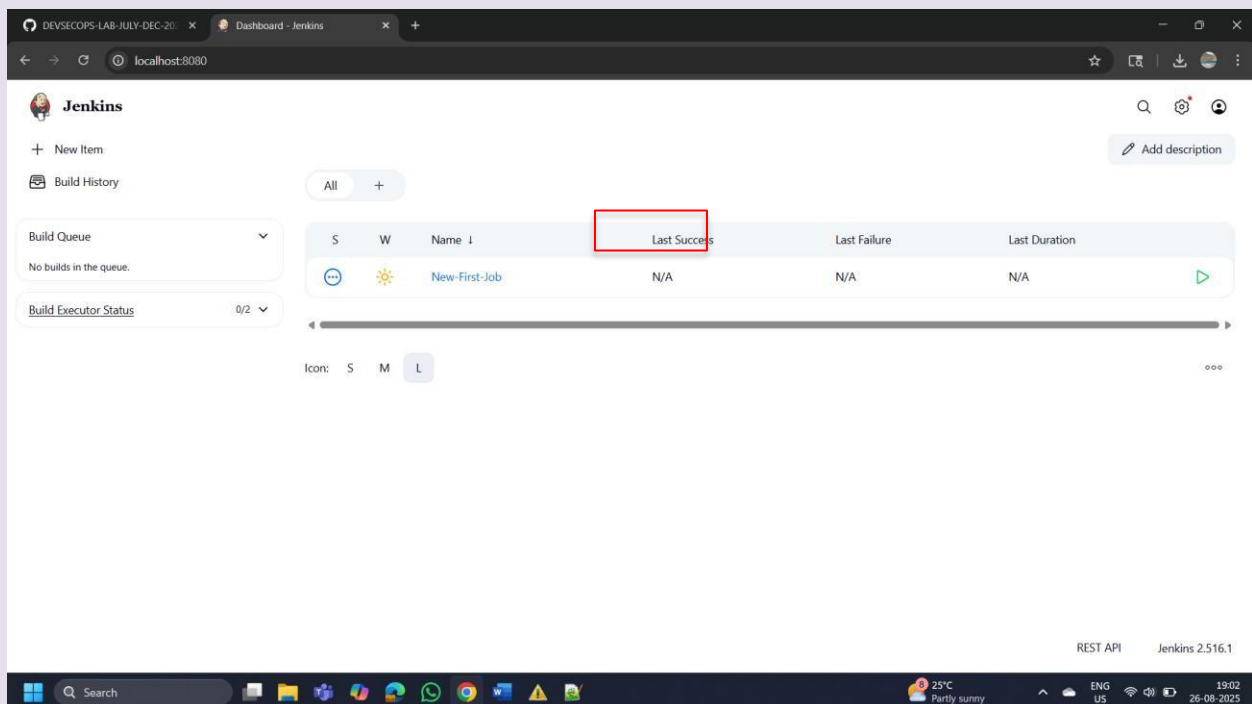 DEVSECOPS-LAB-JULY-DEC-20
Dashboard - Jenkins
localhost:8080
Jenkins
New Item
Add description
Build History
All +
Build Queue
No builds in the queue.
Build Executor Status 0/2
S W Name ↓ Last Success Last Failure Last Duration
New-First-Job N/A N/A N/A
Icon: S M L
REST API Jenkins 2.516.1
Search
8
25°C
Partly sunny
ENG
US
19:02
26-08-2025